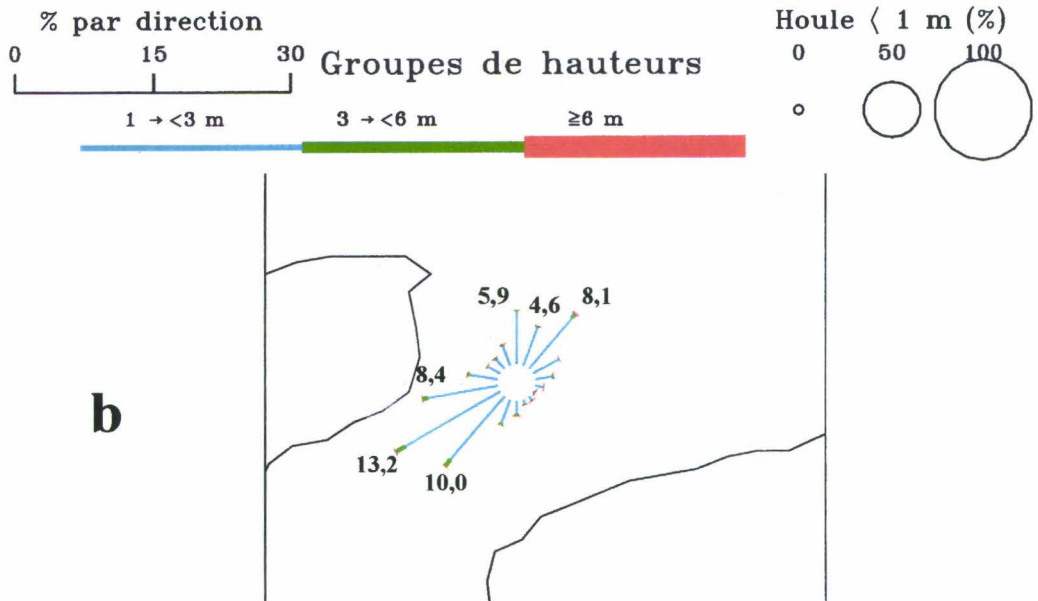 % par direction
0 15 30
Groupes de hauteurs
Houle < 1 m (%)
0 50 100
1 → <3 m
3 → <6 m
≧6 m
5,9
4,6
8,1
8,4
b
13,2
10,0